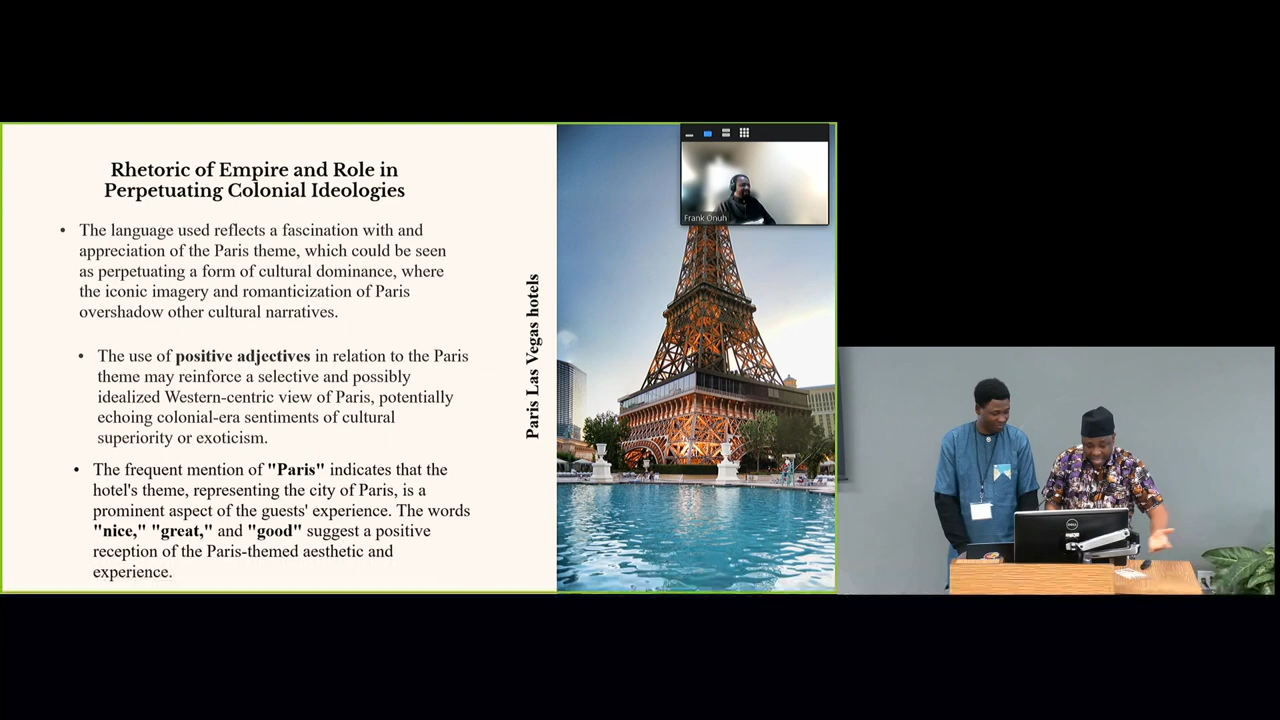 Rhetoric of Empire and Role in
Perpetuating Colonial Ideologies
• The language used reflects a fascination with and
appreciation of the Paris theme, which could be seen
as perpetuating a form of cultural dominance, where
the iconic imagery and romanticization of Paris
overshadow other cultural narratives.
• The use of positive adjectives in relation to the Paris
theme may reinforce a selective and possibly
idealized Western-centric view of Paris, potentially
echoing colonial-era sentiments of cultural
superiority or exoticism.
• The frequent mention of "Paris" indicates that the
hotel's theme, representing the city of Paris, is a
prominent aspect of the guests' experience. The words
"nice," "great," and "good" suggest a positive
reception of the Paris-themed aesthetic and
experience.
Paris Las Vegas hotels
Frank Onuh
DELL